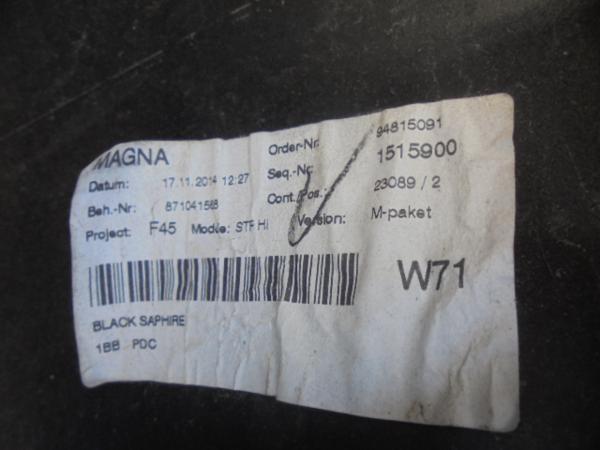 MAGNA
Datum: 17.11.2014 12:27
Beh.-Nr: 871041568
Project: F45 Modle: STF Hi
Order-Nr: 94815091
Seq.-Nr: 1515900
Cont./Pos.: 23089 / 2
Version: M-paket
W71
BLACK SAPHIRE
1BB PDC